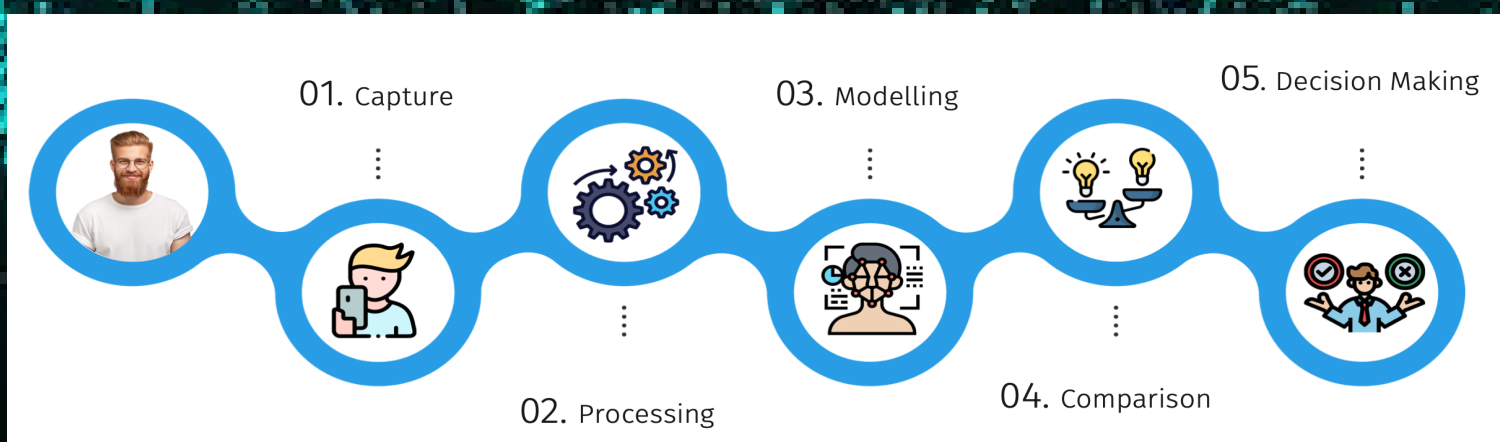 01. Capture
02. Processing
03. Modelling
04. Comparison
05. Decision Making